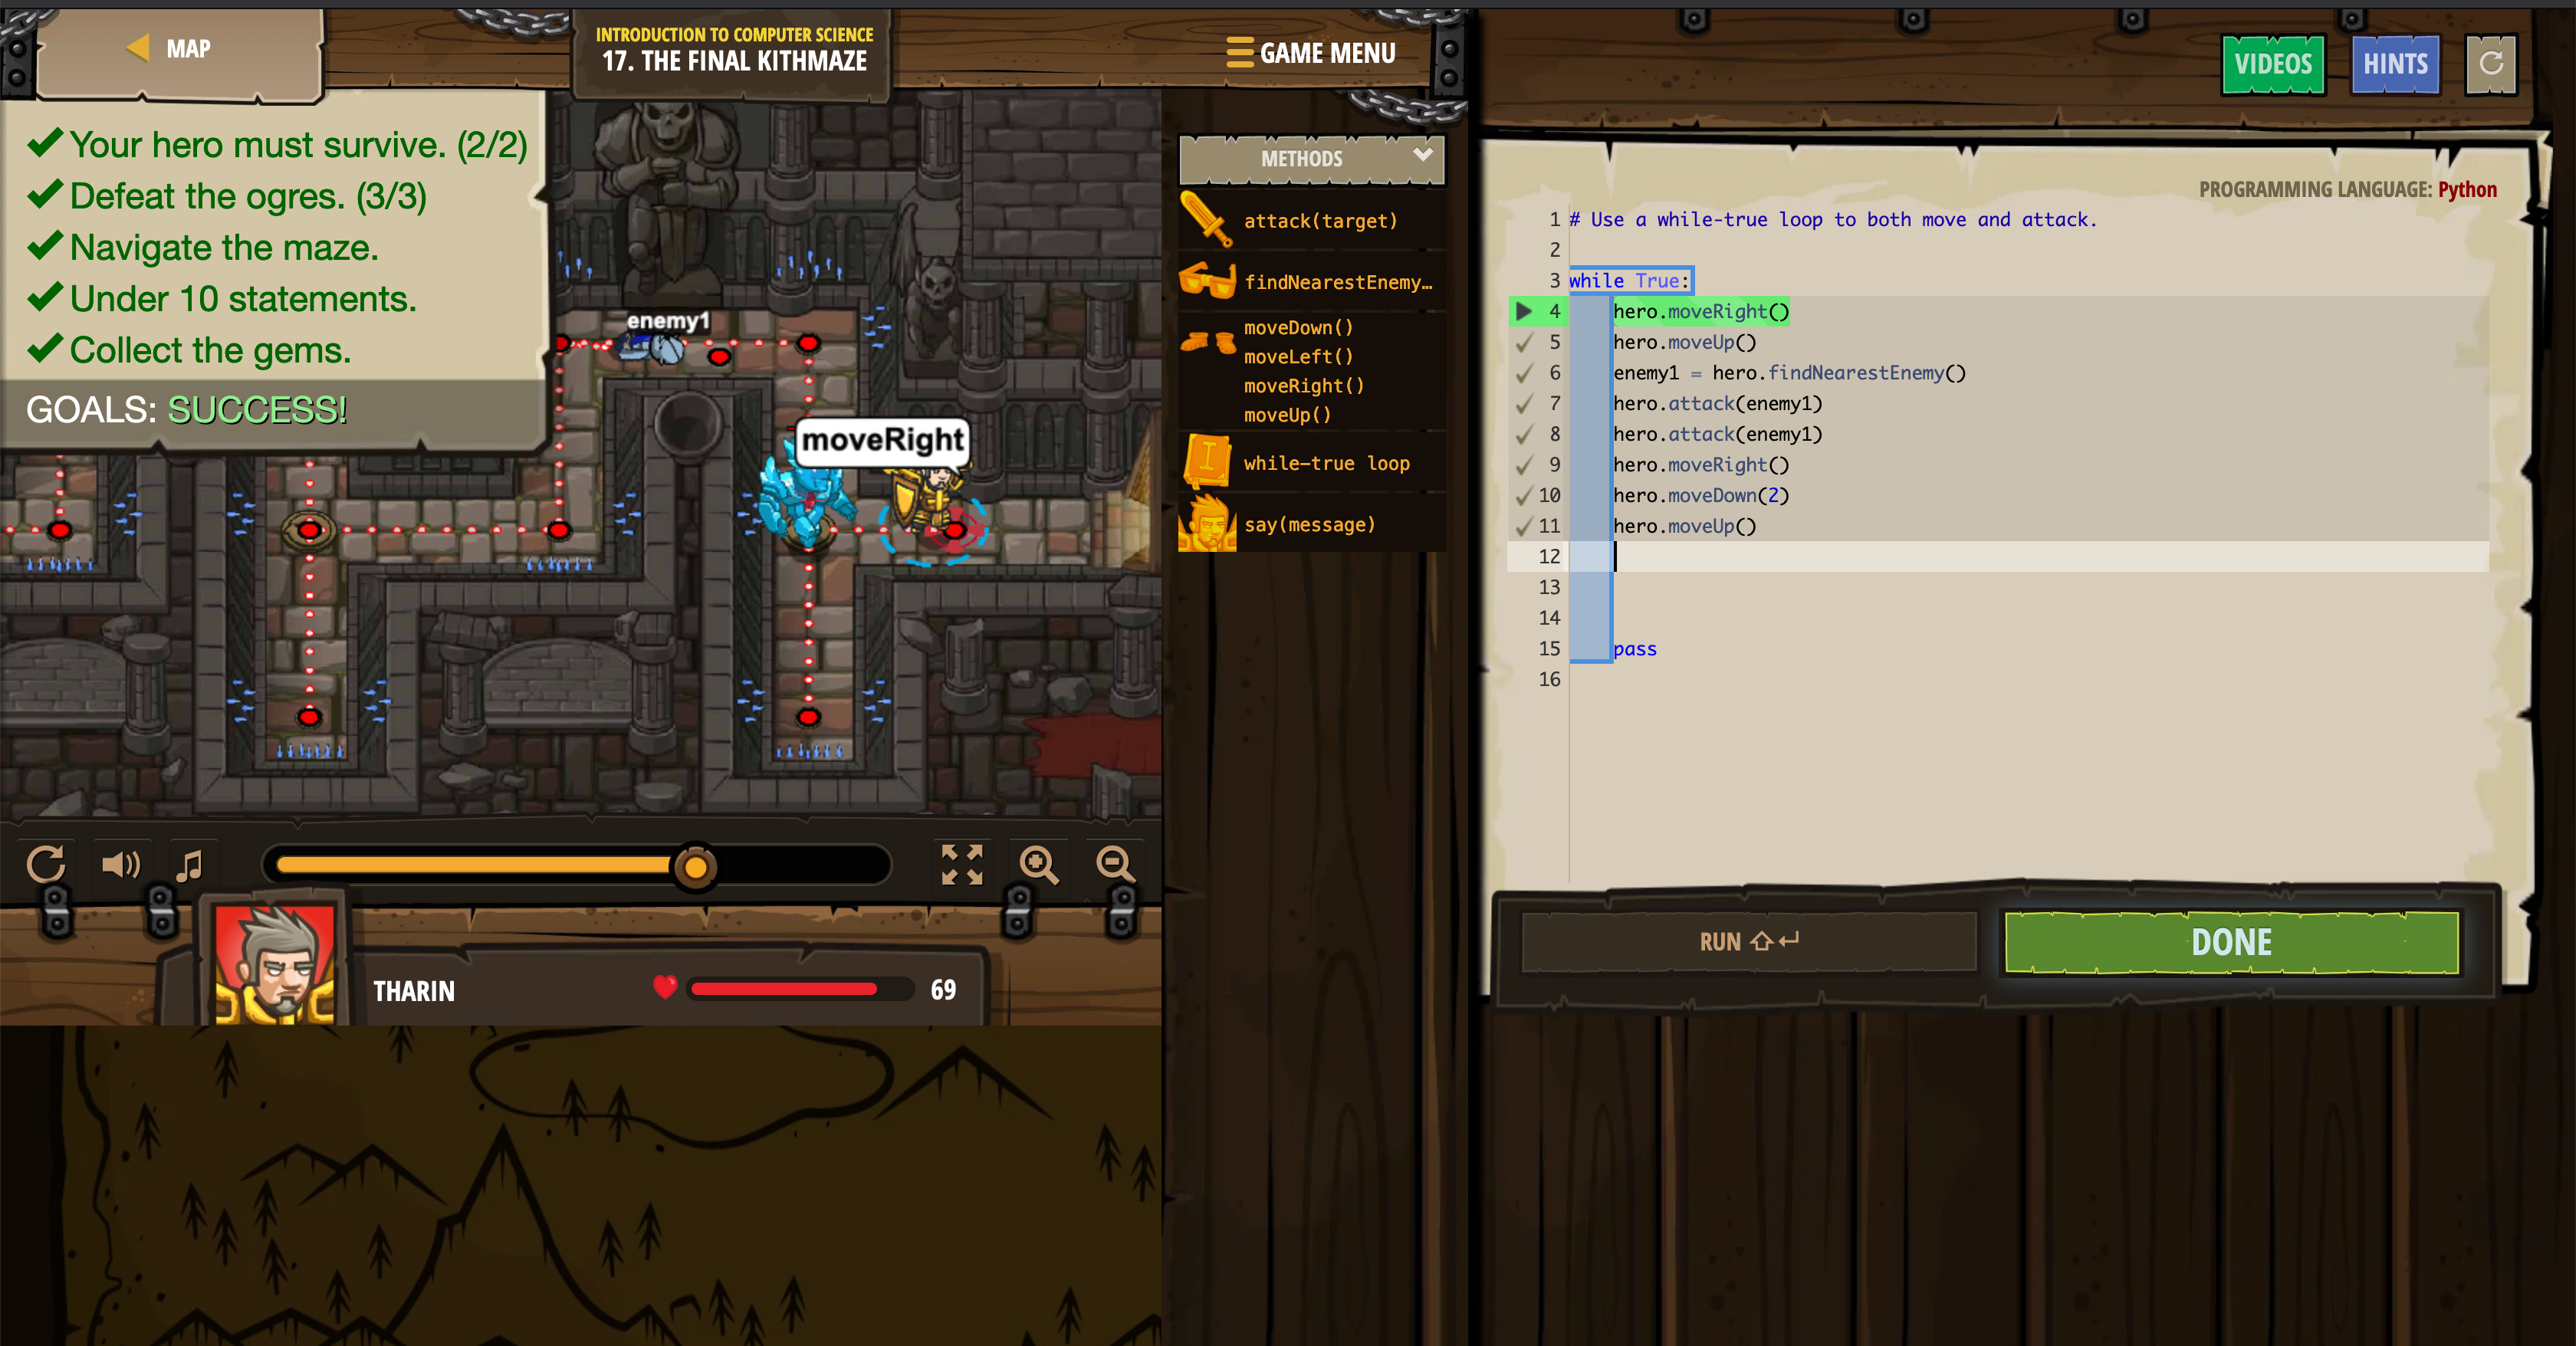 MAP
INTRODUCTION TO COMPUTER SCIENCE
17. THE FINAL KITHMAZE
GAME MENU
VIDEOS
HINTS
Your hero must survive. (2/2)
Defeat the ogres. (3/3)
Navigate the maze.
Under 10 statements.
Collect the gems.
GOALS: SUCCESS!
enemy1
moveRight
METHODS
attack(target)
findNearestEnemy…
moveDown()
moveLeft()
moveRight()
moveUp()
I
while-true loop
say(message)
PROGRAMMING LANGUAGE: Python
1 # Use a while-true loop to both move and attack.
2
3 while True:
4 hero.moveRight()
5 hero.moveUp()
6 enemy1 = hero.findNearestEnemy()
7 hero.attack(enemy1)
8 hero.attack(enemy1)
9 hero.moveRight()
10 hero.moveDown(2)
11 hero.moveUp()
12
13
14
15 pass
16
RUN
DONE
THARIN
69